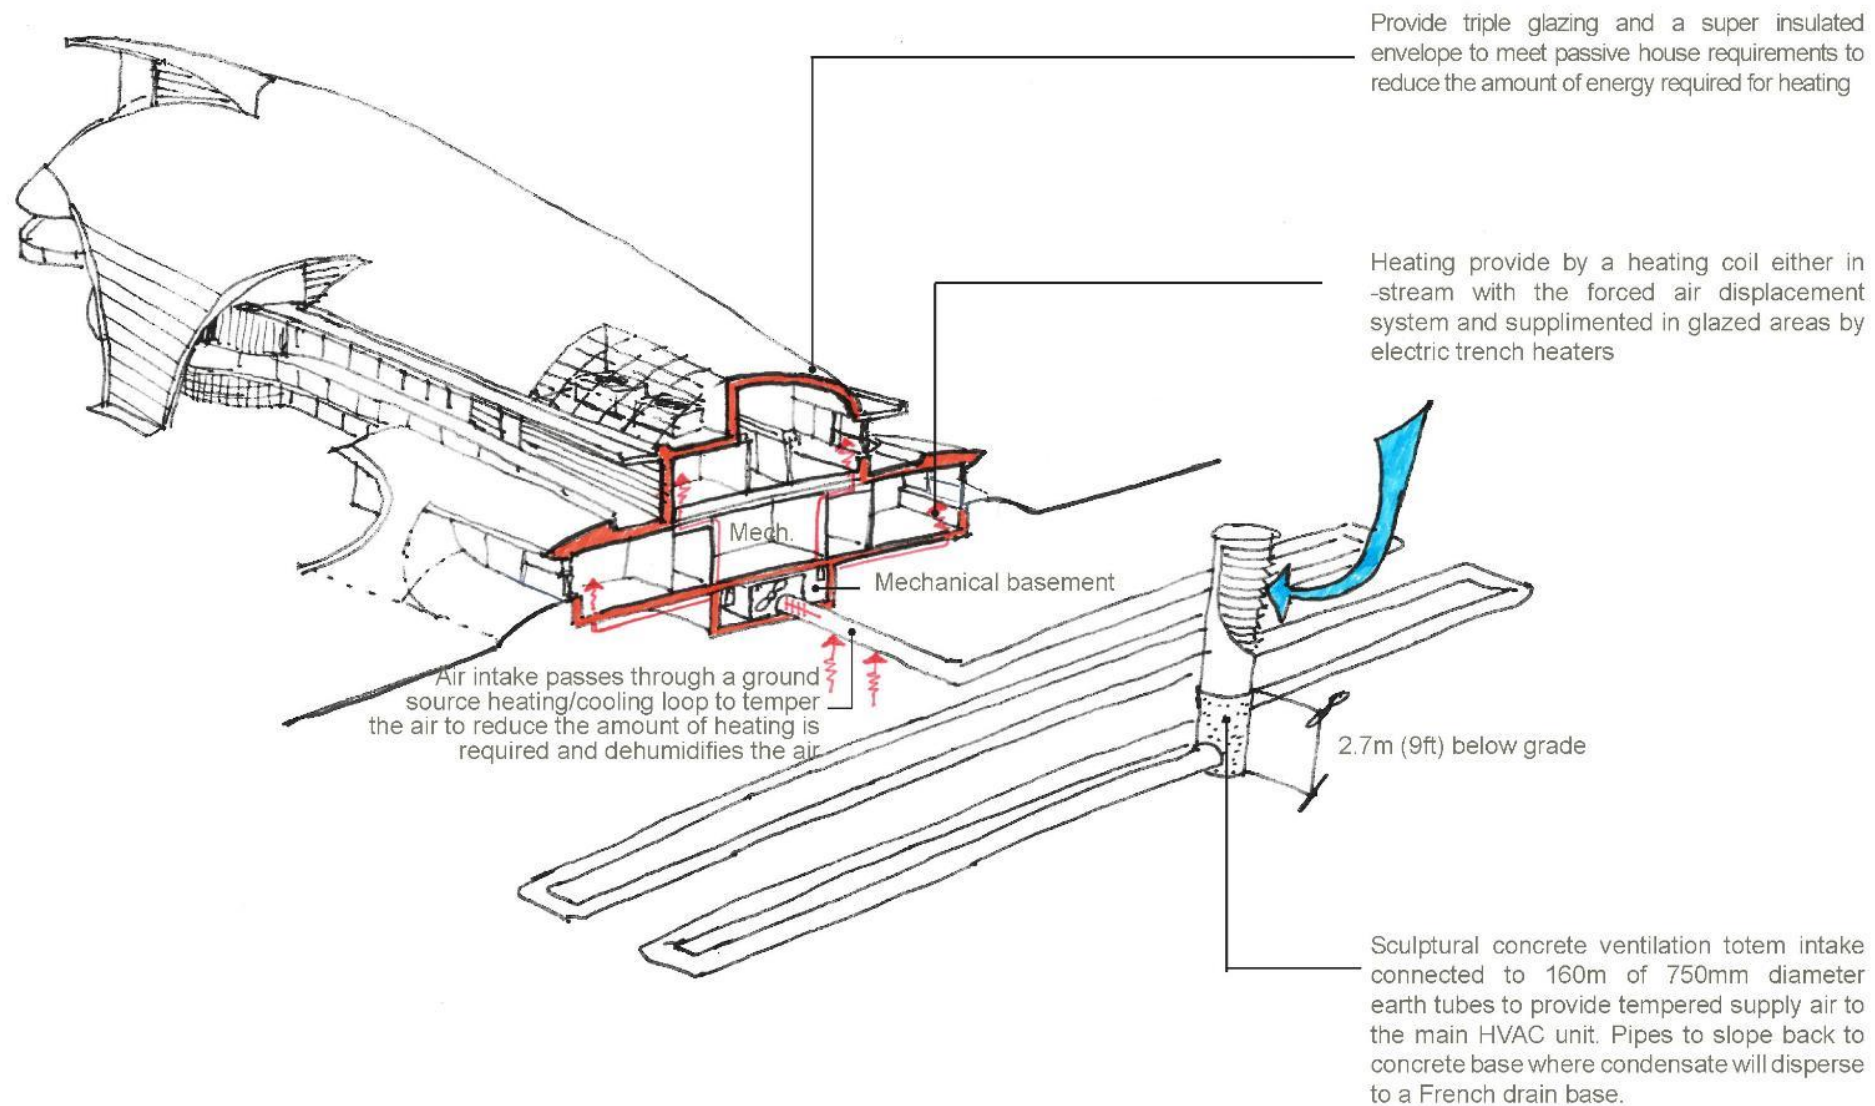 Provide triple glazing and a super insulated
envelope to meet passive house requirements to
reduce the amount of energy required for heating
Heating provide by a heating coil either in
-stream with the forced air displacement
system and supplimented in glazed areas by
electric trench heaters
Mech.
Mechanical basement
Air intake passes through a ground
source heating/cooling loop to temper
the air to reduce the amount of heating is
required and dehumidifies the air
2.7m (9ft) below grade
Sculptural concrete ventilation totem intake
connected to 160m of 750mm diameter
earth tubes to provide tempered supply air to
the main HVAC unit. Pipes to slope back to
concrete base where condensate will disperse
to a French drain base.